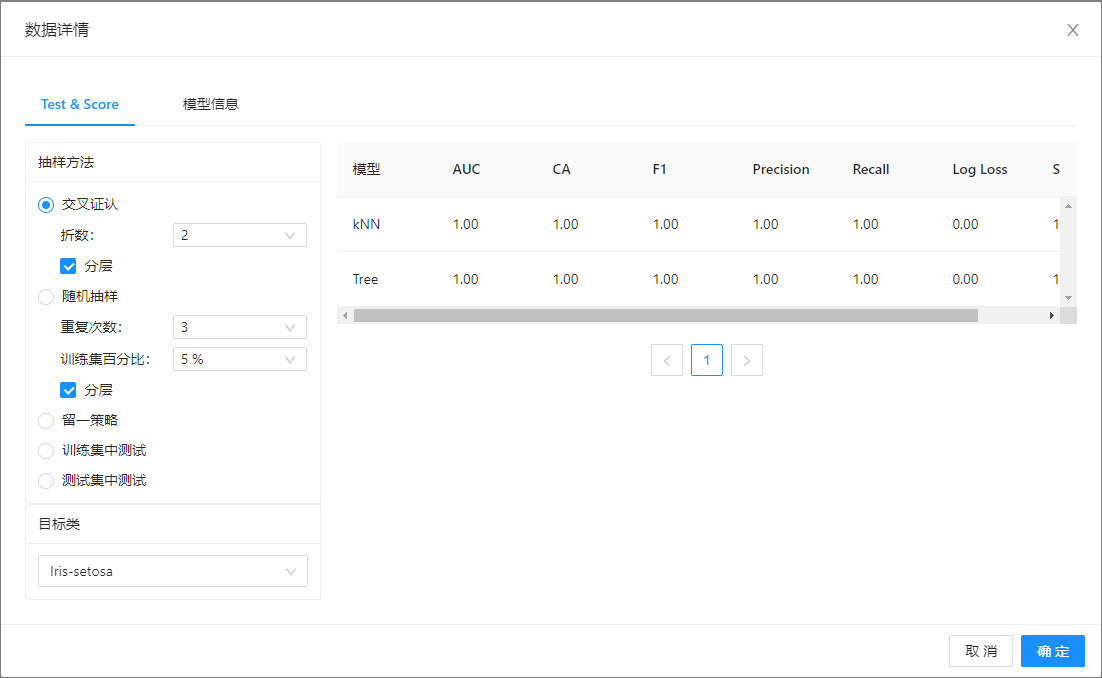 数据详情
Test & Score 模型信息
抽样方法
交叉证认
折数: 2
分层
随机抽样
重复次数: 3
训练集百分比: 5 %
分层
留一策略
训练集中测试
测试集中测试
目标类
Iris-setosa
模型 AUC CA F1 Precision Recall Log Loss S
kNN 1.00 1.00 1.00 1.00 1.00 0.00 1
Tree 1.00 1.00 1.00 1.00 1.00 0.00 1
< 1 >
取 消 确 定